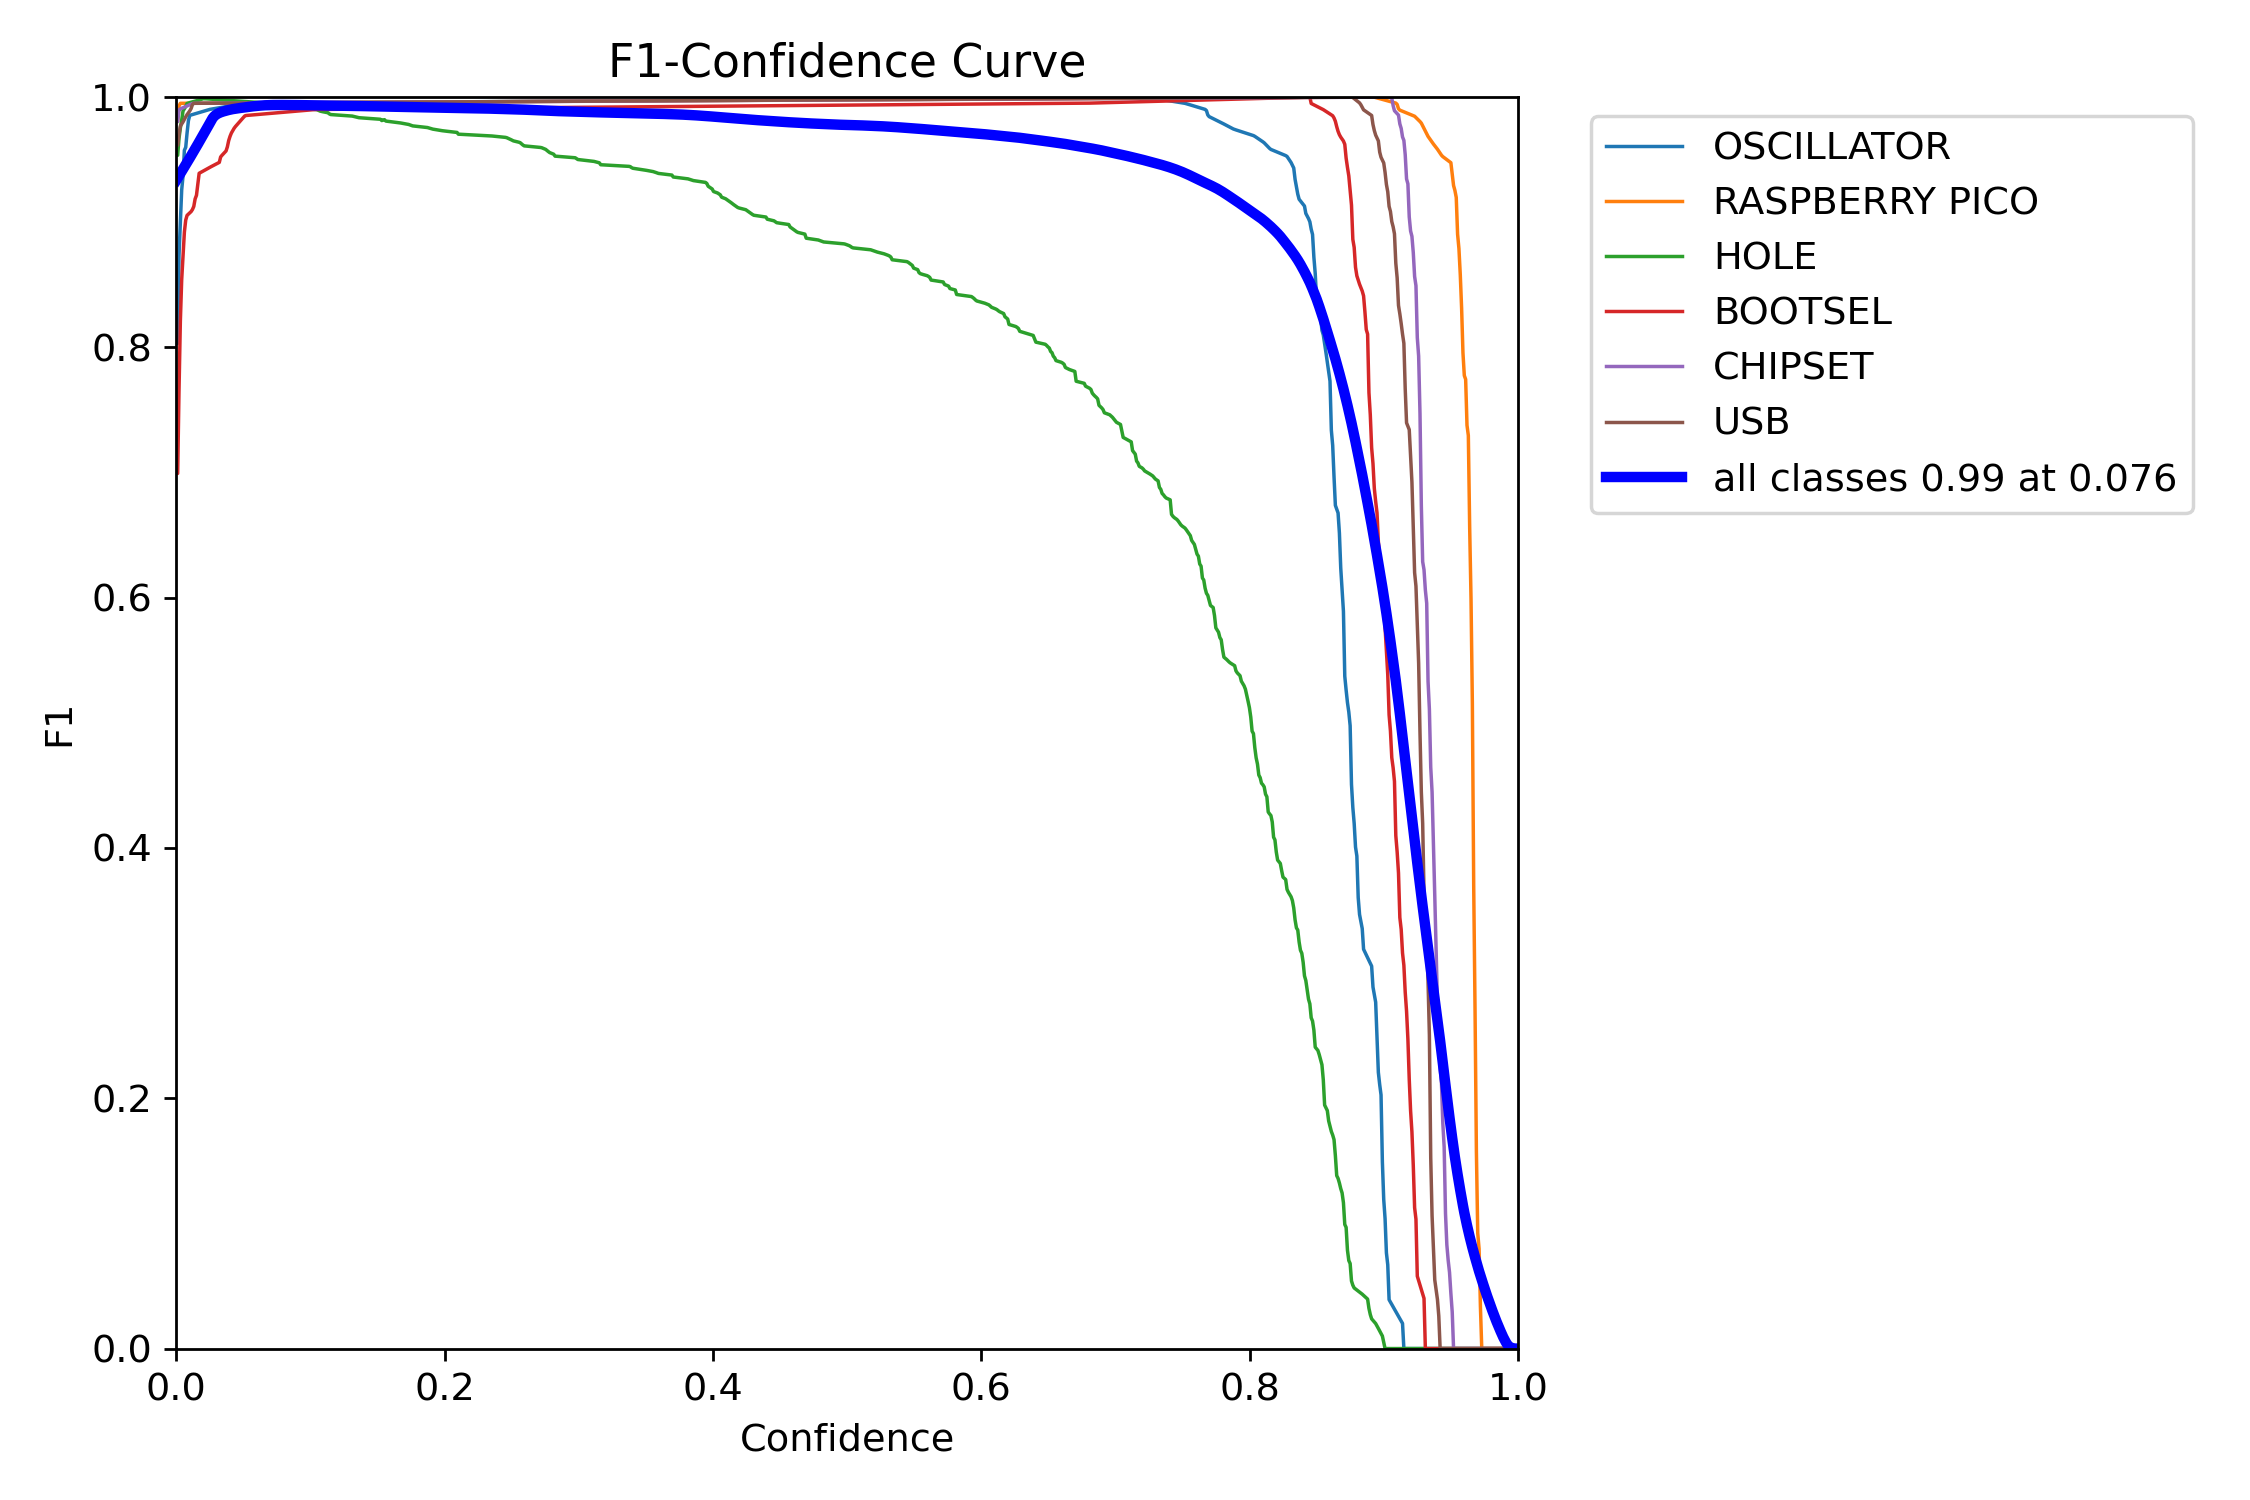 F1-Confidence Curve
1.0
0.8
0.6
0.4
0.2
0.0
F1
0.0 0.2 0.4 0.6 0.8 1.0
Confidence
OSCILLATOR
RASPBERRY PICO
HOLE
BOOTSEL
CHIPSET
USB
all classes 0.99 at 0.076